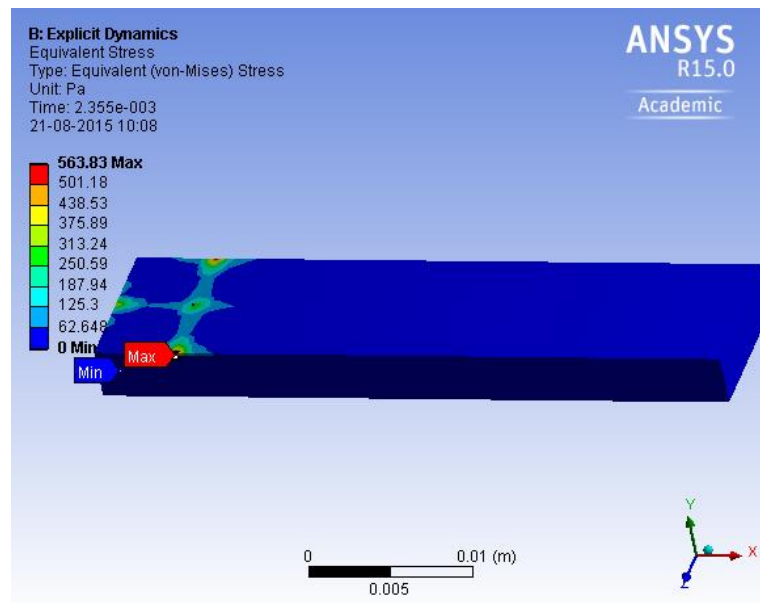 B: Explicit Dynamics
Equivalent Stress
Type: Equivalent (von-Mises) Stress
Unit: Pa
Time: 2.355e-003
21-08-2015 10:08
ANSYS
R15.0
Academic
563.83 Max
501.18
438.53
375.89
313.24
250.59
187.94
125.3
62.648
0 Min
Max
Min
0
0.01 (m)
0.005
Y
X
Z